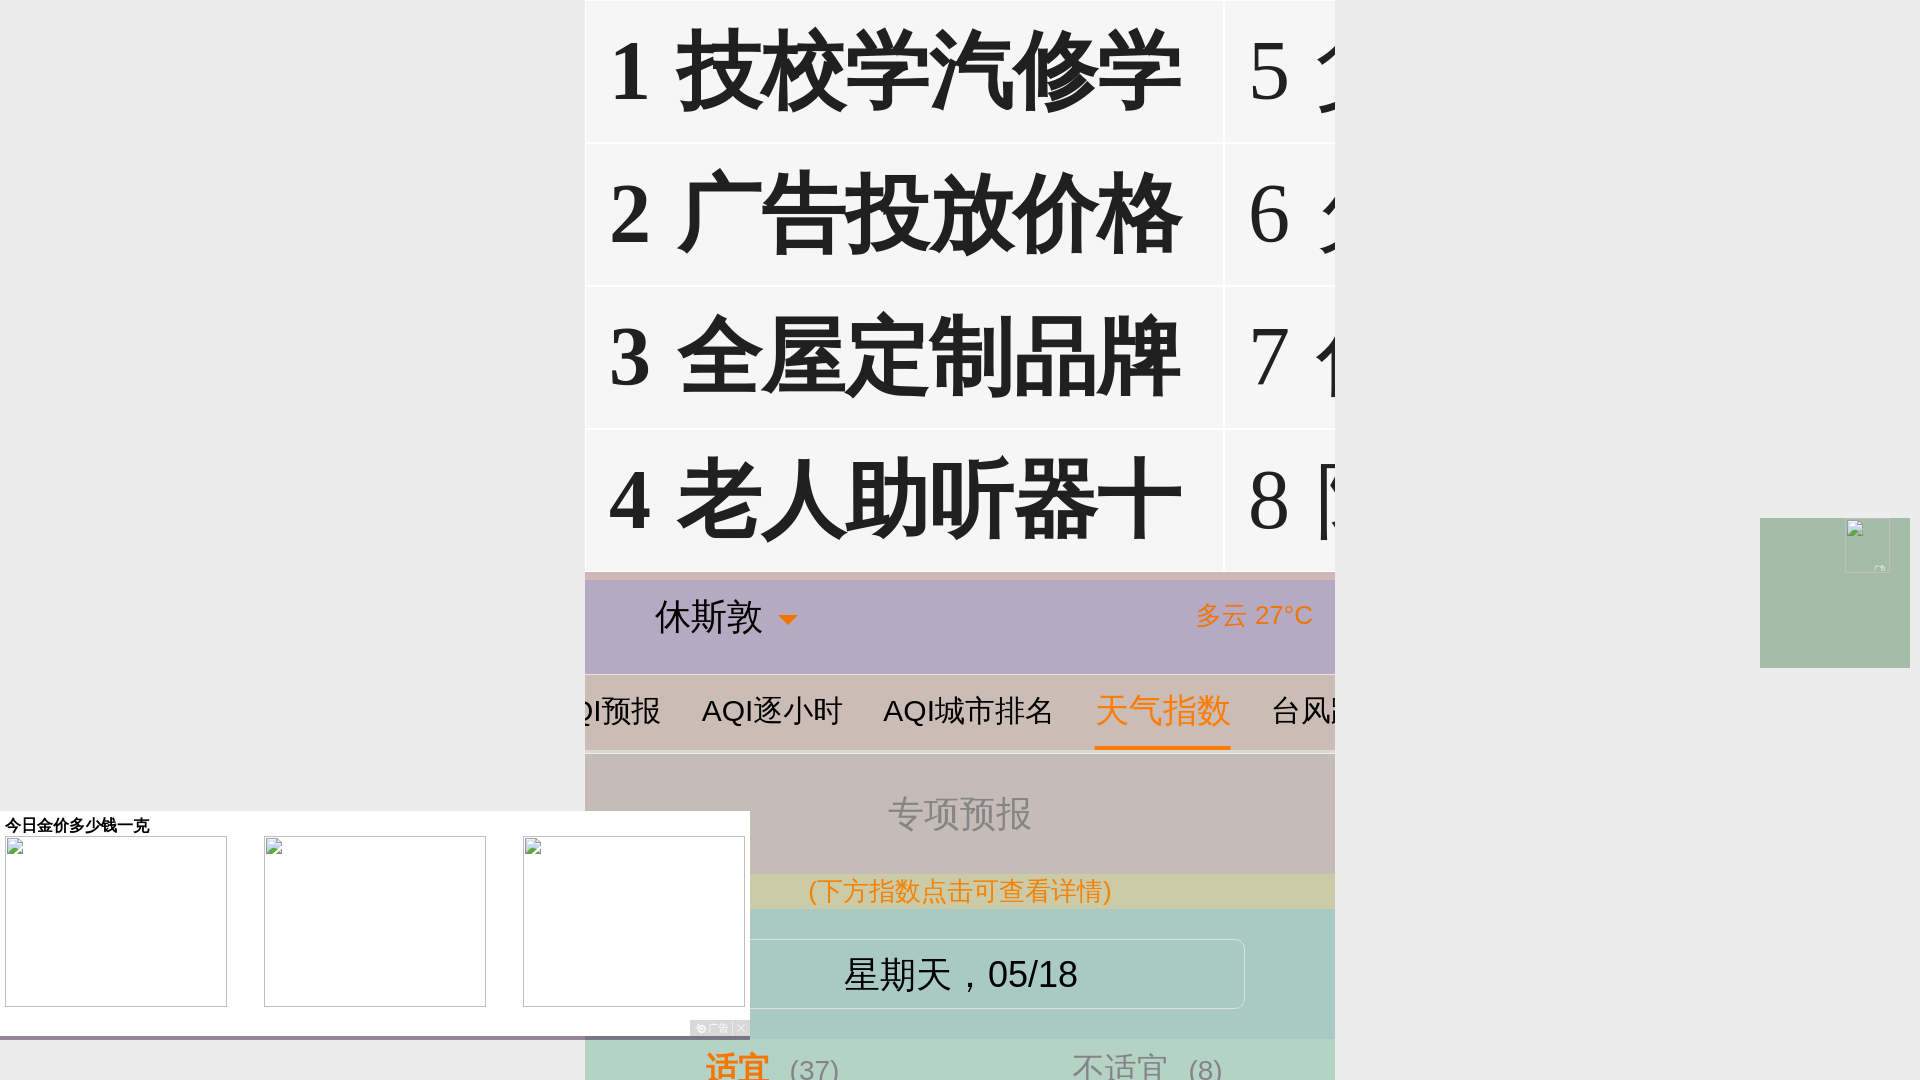 1 技校学汽修学
5
2 广告投放价格
6
3 全屋定制品牌
7
4 老人助听器十
8
休斯敦
多云 27°C
QI预报 AQI逐小时 AQI城市排名 天气指数 台风路
专项预报
(下方指数点击可查看详情)
星期天，05/18
适宜 (37) 不适宜 (8)
今日金价多少钱一克
广告
广告